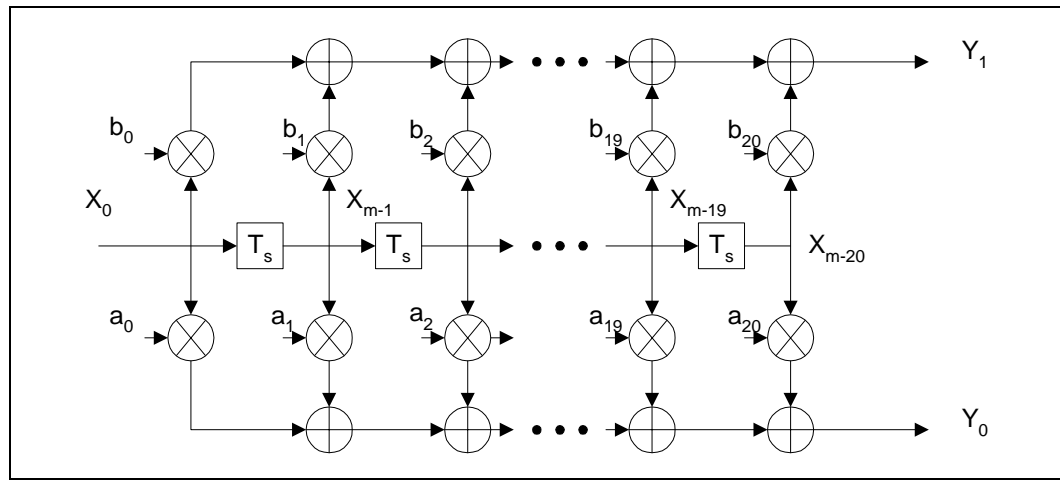 Y₁
b₀ b₁ b₂ b₁₉ b₂₀
X₀ Xₘ₋₁ Xₘ₋₁₉
Tₛ Tₛ Tₛ Xₘ₋₂₀
a₀ a₁ a₂ a₁₉ a₂₀
Y₀